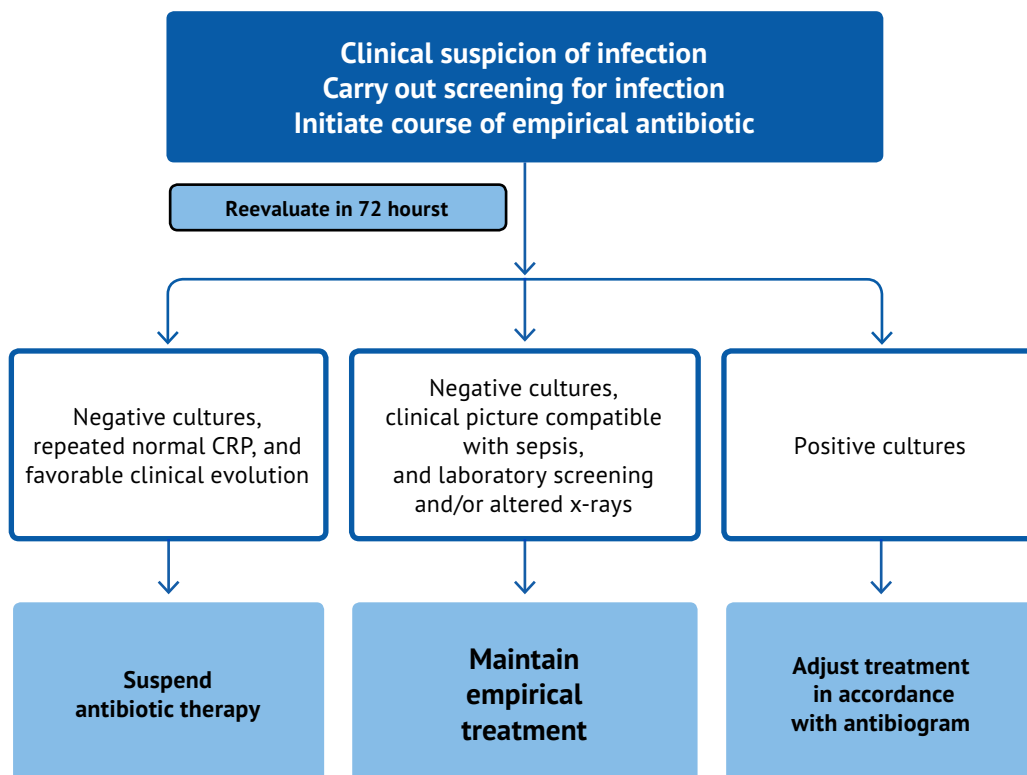 Clinical suspicion of infection
Carry out screening for infection
Initiate course of empirical antibiotic
Reevaluate in 72 hourst
Negative cultures,
repeated normal CRP, and
favorable clinical evolution
Negative cultures,
clinical picture compatible
with sepsis,
and laboratory screening
and/or altered x-rays
Positive cultures
Suspend
antibiotic therapy
Maintain
empirical
treatment
Adjust treatment
in accordance
with antibiogram